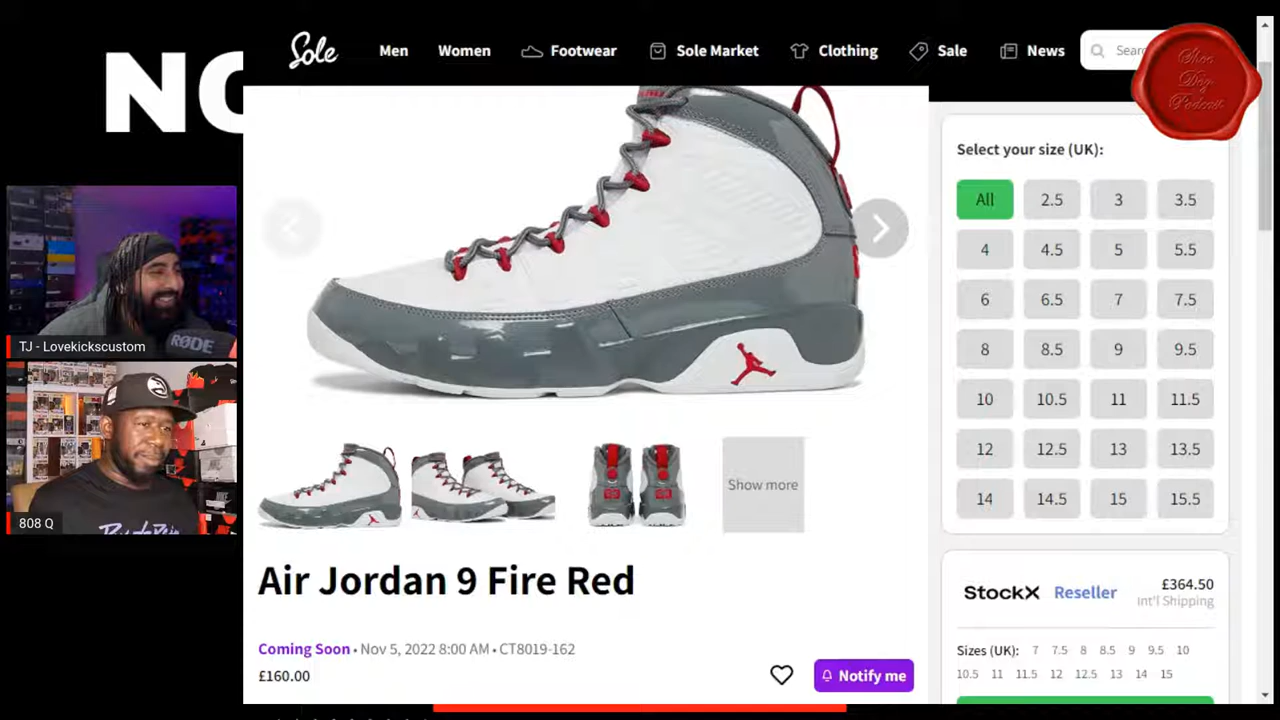 NO
Sole
Men
Women
Footwear
Sole Market
Clothing
Sale
News
Sear
Shoe
Dayz
Podcast
Select your size (UK):
All 2.5 3 3.5
4 4.5 5 5.5
6 6.5 7 7.5
8 8.5 9 9.5
10 10.5 11 11.5
12 12.5 13 13.5
14 14.5 15 15.5
TJ - Lovekickscustom
RØDE
808 Q
Show more
Air Jordan 9 Fire Red
Coming Soon • Nov 5, 2022 8:00 AM • CT8019-162
£160.00
Notify me
StockX Reseller £364.50
Int'l Shipping
Sizes (UK): 7 7.5 8 8.5 9 9.5 10
10.5 11 11.5 12 12.5 13 14 15